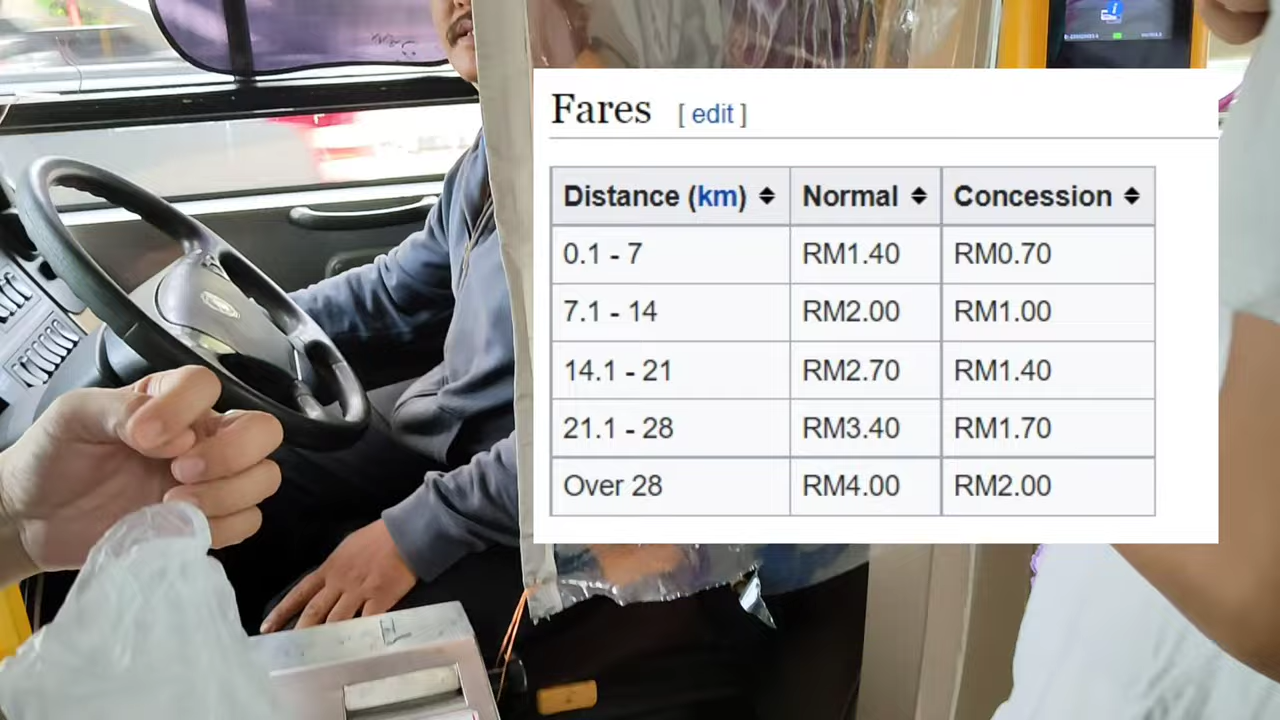 Fares [ edit ]
Distance (km) Normal Concession
0.1 - 7 RM1.40 RM0.70
7.1 - 14 RM2.00 RM1.00
14.1 - 21 RM2.70 RM1.40
21.1 - 28 RM3.40 RM1.70
Over 28 RM4.00 RM2.00